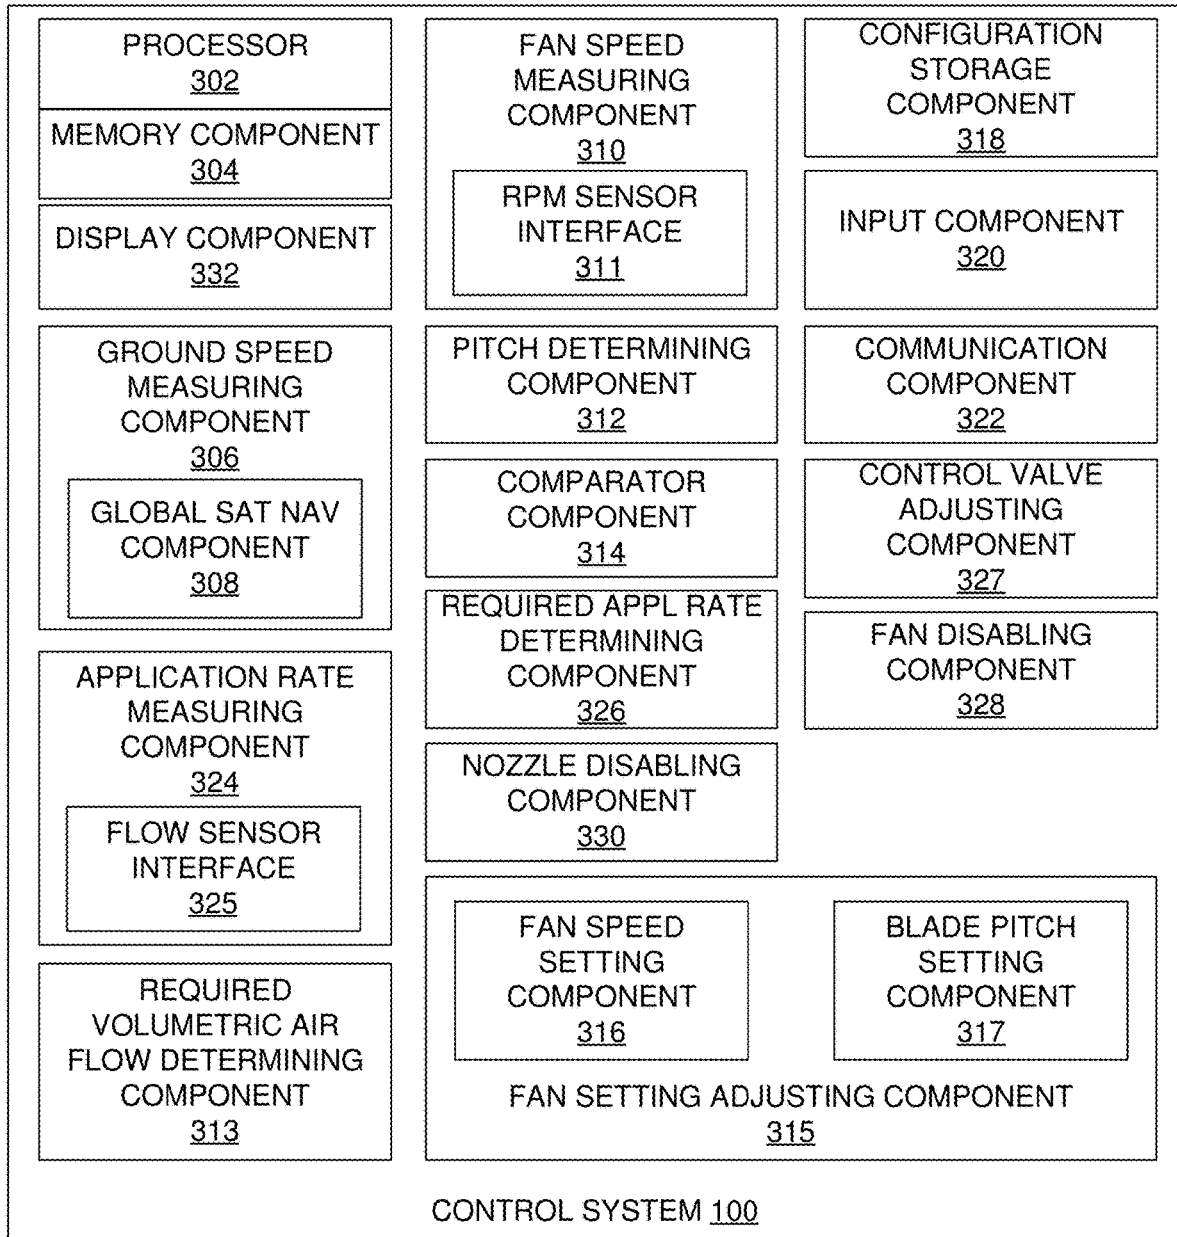 PROCESSOR
302
MEMORY COMPONENT
304
DISPLAY COMPONENT
332
GROUND SPEED
MEASURING
COMPONENT
306
GLOBAL SAT NAV
COMPONENT
308
APPLICATION RATE
MEASURING
COMPONENT
324
FLOW SENSOR
INTERFACE
325
REQUIRED
VOLUMETRIC AIR
FLOW DETERMINING
COMPONENT
313
FAN SPEED
MEASURING
COMPONENT
310
RPM SENSOR
INTERFACE
311
PITCH DETERMINING
COMPONENT
312
COMPARATOR
COMPONENT
314
REQUIRED APPL RATE
DETERMINING
COMPONENT
326
NOZZLE DISABLING
COMPONENT
330
CONFIGURATION
STORAGE
COMPONENT
318
INPUT COMPONENT
320
COMMUNICATION
COMPONENT
322
CONTROL VALVE
ADJUSTING
COMPONENT
327
FAN DISABLING
COMPONENT
328
FAN SPEED
SETTING
COMPONENT
316
BLADE PITCH
SETTING
COMPONENT
317
FAN SETTING ADJUSTING COMPONENT
315
CONTROL SYSTEM 100